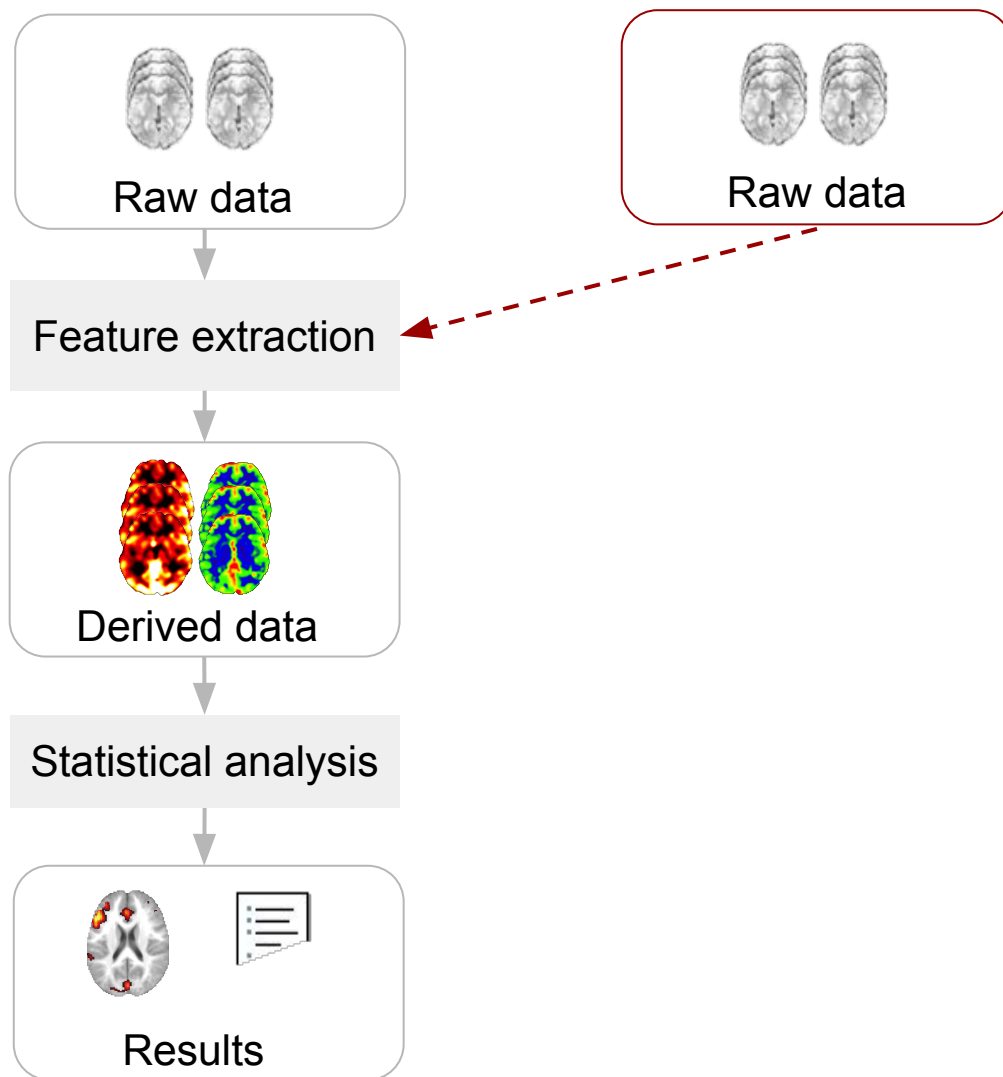 Raw data
Raw data
Feature extraction
Derived data
Statistical analysis
Results